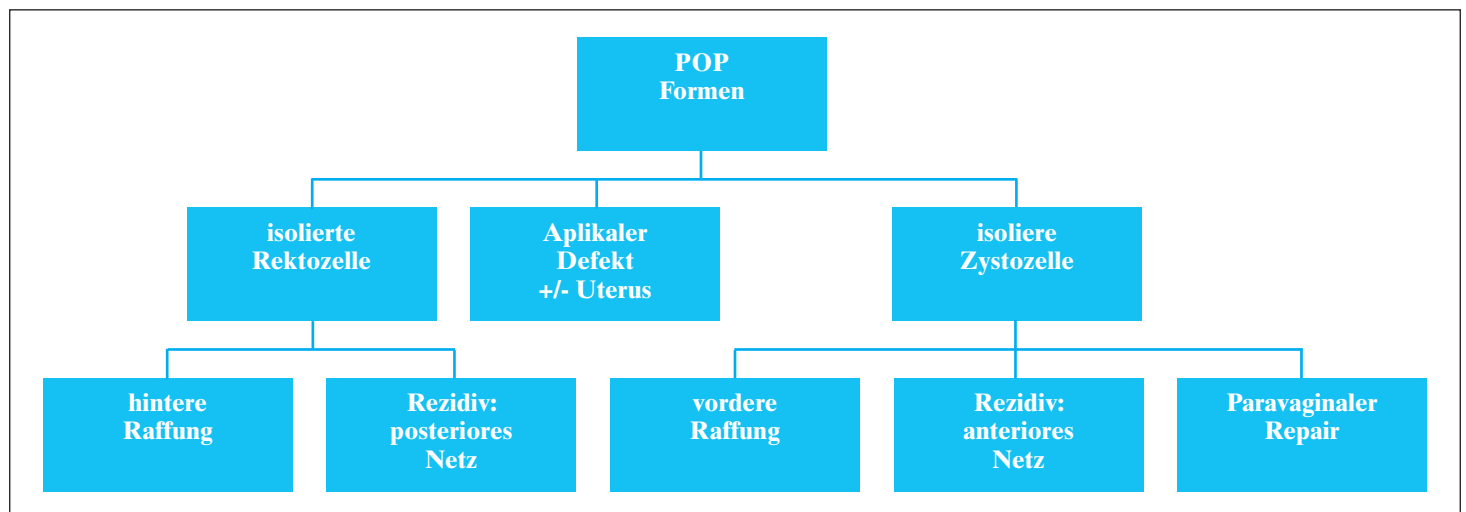 POP
Formen
isolierte
Rektozelle
Aplikaler
Defekt
+/- Uterus
isoliere
Zystozelle
hintere
Raffung
Rezidiv:
posteriores
Netz
vordere
Raffung
Rezidiv:
anteriores
Netz
Paravaginaler
Repair